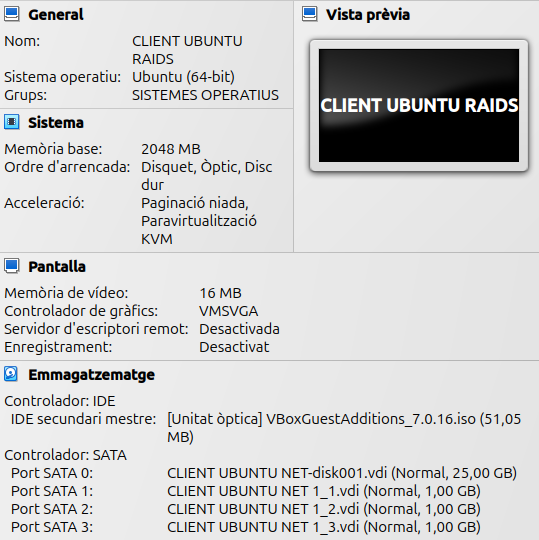 General
Nom: CLIENT UBUNTU
RAIDS
Sistema operatiu: Ubuntu (64-bit)
Grups: SISTEMES OPERATIUS
Vista prèvia
CLIENT UBUNTU RAIDS
Sistema
Memòria base: 2048 MB
Ordre d'arrencada: Disquet, Òptic, Disc
dur
Acceleració: Paginació niada,
Paravirtualització
KVM
Pantalla
Memòria de vídeo: 16 MB
Controlador de gràfics: VMSVGA
Servidor d'escriptori remot: Desactivada
Enregistrament: Desactivat
Emmagatzematge
Controlador: IDE
IDE secundari mestre: [Unitat òptica] VBoxGuestAdditions_7.0.16.iso (51,05
MB)
Controlador: SATA
Port SATA 0: CLIENT UBUNTU NET-disk001.vdi (Normal, 25,00 GB)
Port SATA 1: CLIENT UBUNTU NET 1_1.vdi (Normal, 1,00 GB)
Port SATA 2: CLIENT UBUNTU NET 1_2.vdi (Normal, 1,00 GB)
Port SATA 3: CLIENT UBUNTU NET 1_3.vdi (Normal, 1,00 GB)